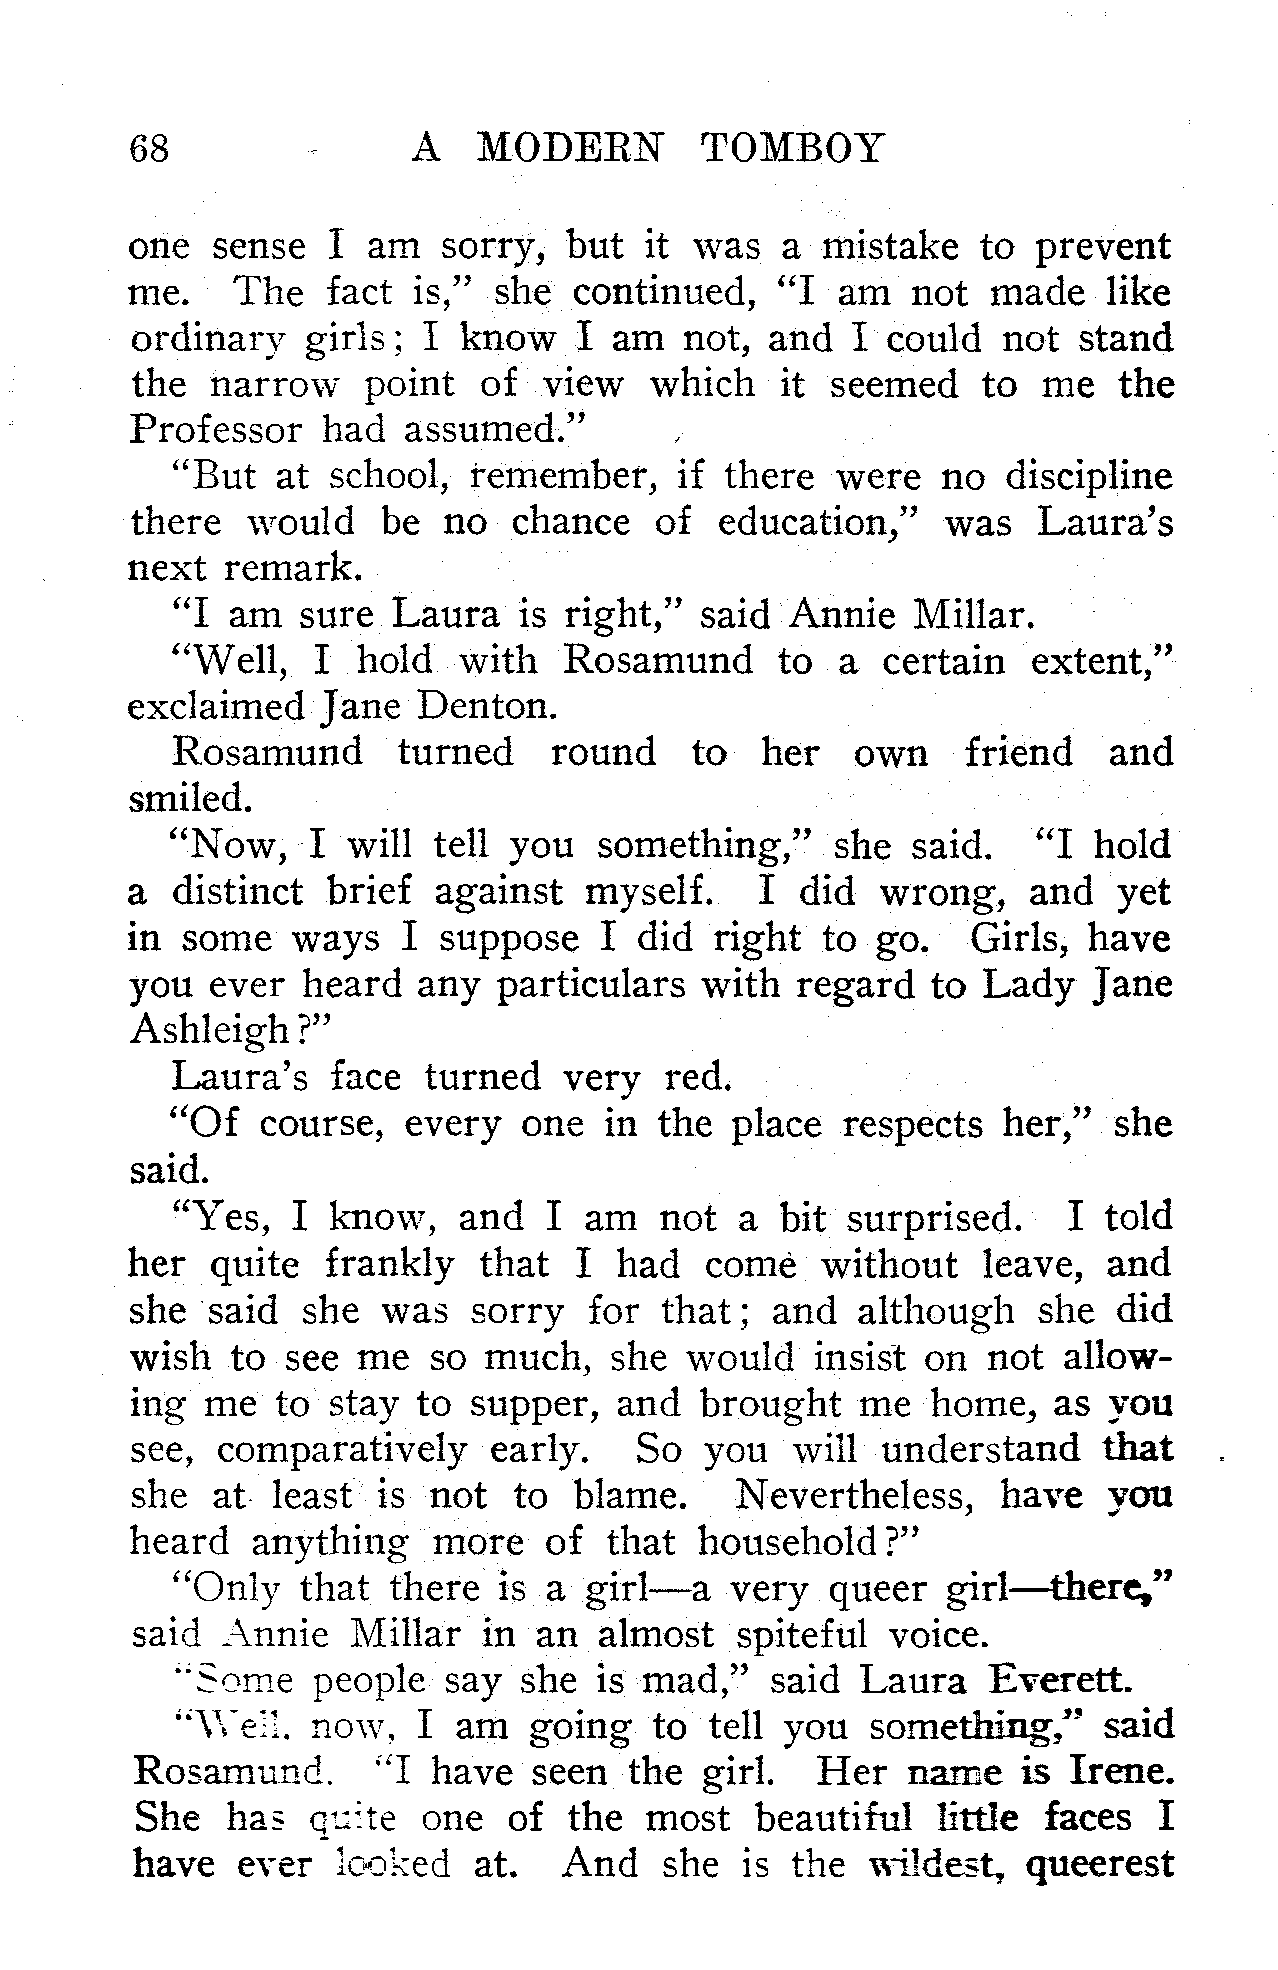 68 A MODERN TOMBOY
one sense I am sorry, but it was a mistake to prevent
me. The fact is,” she continued, “I am not made like
ordinary girls; I know I am not, and I could not stand
the narrow point of view which it seemed to me the
Professor had assumed.”
“But at school, remember, if there were no discipline
there would be no chance of education,” was Laura’s
next remark.
“I am sure Laura is right,” said Annie Millar.
“Well, I hold with Rosamund to a certain extent,”
exclaimed Jane Denton.
Rosamund turned round to her own friend and
smiled.
“Now, I will tell you something,” she said. “I hold
a distinct brief against myself. I did wrong, and yet
in some ways I suppose I did right to go. Girls, have
you ever heard any particulars with regard to Lady Jane
Ashleigh?”
Laura’s face turned very red.
“Of course, every one in the place respects her,” she
said.
“Yes, I know, and I am not a bit surprised. I told
her quite frankly that I had come without leave, and
she said she was sorry for that; and although she did
wish to see me so much, she would insist on not allow-
ing me to stay to supper, and brought me home, as you
see, comparatively early. So you will understand that
she at least is not to blame. Nevertheless, have you
heard anything more of that household?”
“Only that there is a girl—a very queer girl—there,”
said Annie Millar in an almost spiteful voice.
“Some people say she is mad,” said Laura Everett.
“Well, now, I am going to tell you something,” said
Rosamund. “I have seen the girl. Her name is Irene.
She has quite one of the most beautiful little faces I
have ever looked at. And she is the wildest, queerest